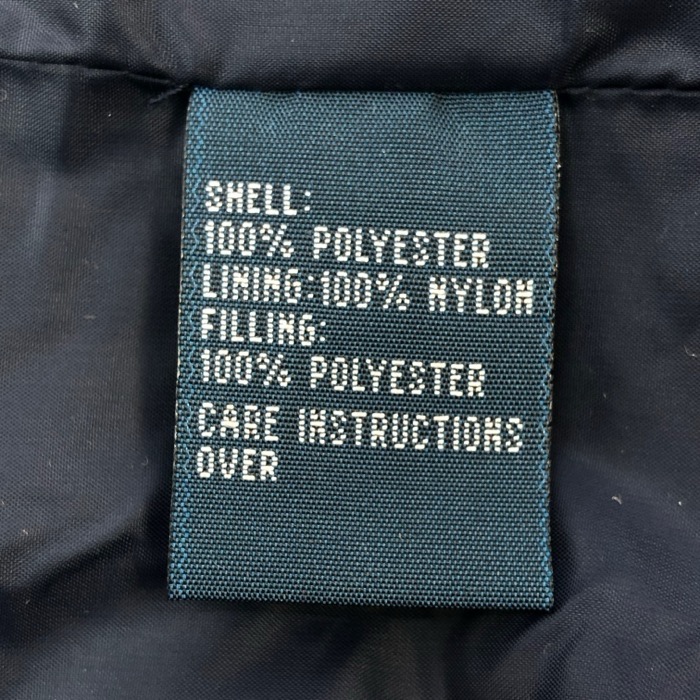 SHELL:
100% POLYESTER
LINING:100% NYLON
FILLING:
100% POLYESTER
CARE INSTRUCTIONS
OVER